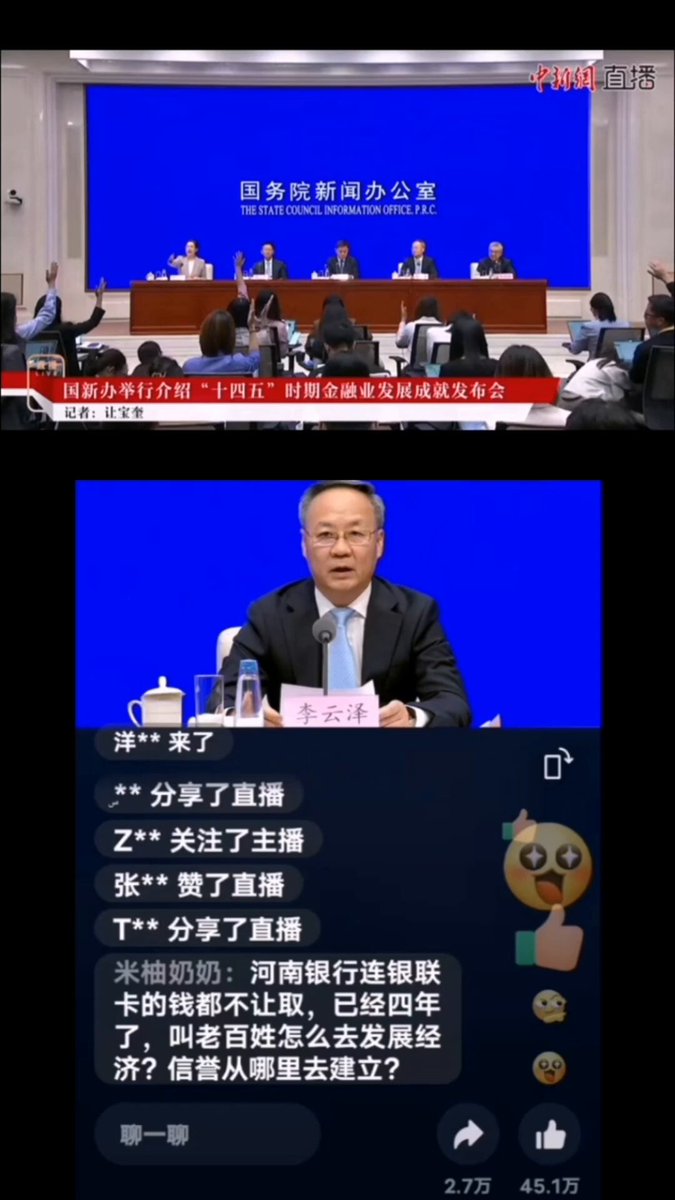 中新網 直播
国务院新闻办公室
THE STATE COUNCIL INFORMATION OFFICE, P.R.C.
国新办举行介绍“十四五”时期金融业发展成就发布会
记者：让宝奎
李云泽
洋** 来了
** 分享了直播
Z** 关注了主播
张** 赞了直播
T** 分享了直播
米柚奶奶：河南银行连银联
卡的钱都不让取，已经四年
了，叫老百姓怎么去发展经
济？信誉从哪里去建立？
聊一聊
2.7万 45.1万